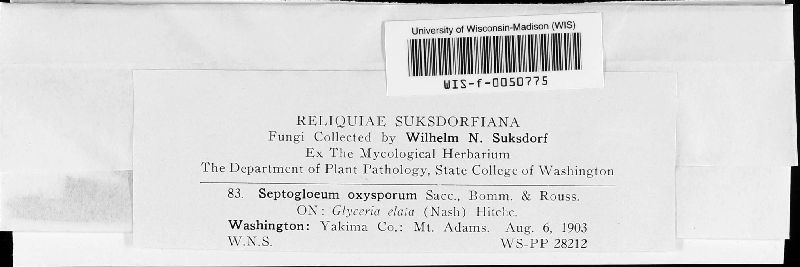 University of Wisconsin-Madison (WIS)
WIS-f-0050775
RELIQUIAE SUKSDORFIANA
Fungi Collected by Wilhelm N. Suksdorf
Ex The Mycological Herbarium
The Department of Plant Pathology, State College of Washington
83. Septogloeum oxysporum Sacc., Bomm. & Rouss.
ON: Glyceria elata (Nash) Hitchc.
Washington: Yakima Co.: Mt. Adams. Aug. 6, 1903
W.N.S. WS-PP 28212